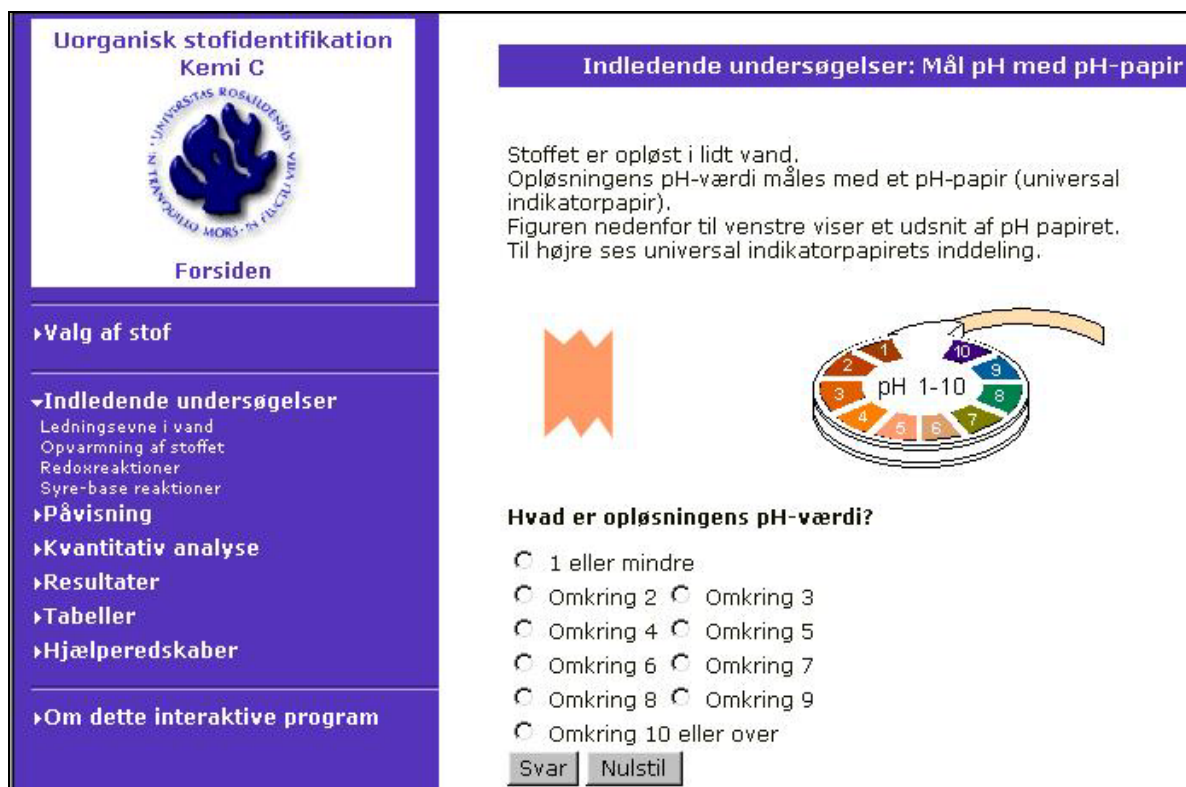 Uorganisk stofidentifikation
Kemi C
Forsiden
▸Valg af stof
▾Indledende undersøgelser
Ledningsevne i vand
Opvarmning af stoffet
Redoxreaktioner
Syre-base reaktioner
▸Påvisning
▸Kvantitativ analyse
▸Resultater
▸Tabeller
▸Hjælperedskaber
▸Om dette interaktive program
Indledende undersøgelser: Mål pH med pH-papir
Stoffet er opløst i lidt vand.
Opløsningens pH-værdi måles med et pH-papir (universal
indikatorpapir).
Figuren nedenfor til venstre viser et udsnit af pH papiret.
Til højre ses universal indikatorpapirets inddeling.
1 2 3 4 5 6 7 8 9 10
pH 1-10
Hvad er opløsningens pH-værdi?
1 eller mindre
Omkring 2 Omkring 3
Omkring 4 Omkring 5
Omkring 6 Omkring 7
Omkring 8 Omkring 9
Omkring 10 eller over
Svar Nulstil